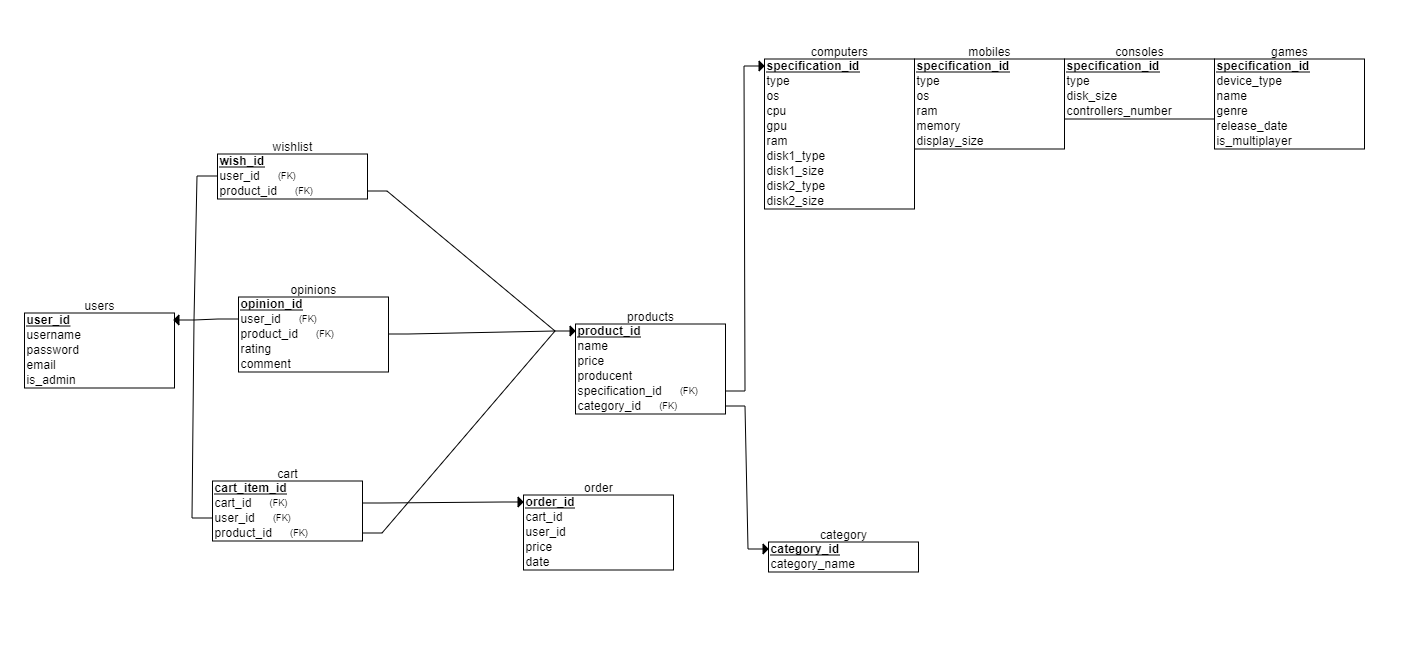 computers
specification_id
type
os
cpu
gpu
ram
disk1_type
disk1_size
disk2_type
disk2_size
mobiles
specification_id
type
os
ram
memory
display_size
consoles
specification_id
type
disk_size
controllers_number
games
specification_id
device_type
name
genre
release_date
is_multiplayer
wishlist
wish_id
user_id (FK)
product_id (FK)
users
user_id
username
password
email
is_admin
opinions
opinion_id
user_id (FK)
product_id (FK)
rating
comment
products
product_id
name
price
producent
specification_id (FK)
category_id (FK)
cart
cart_item_id
cart_id (FK)
user_id (FK)
product_id (FK)
order
order_id
cart_id
user_id
price
date
category
category_id
category_name